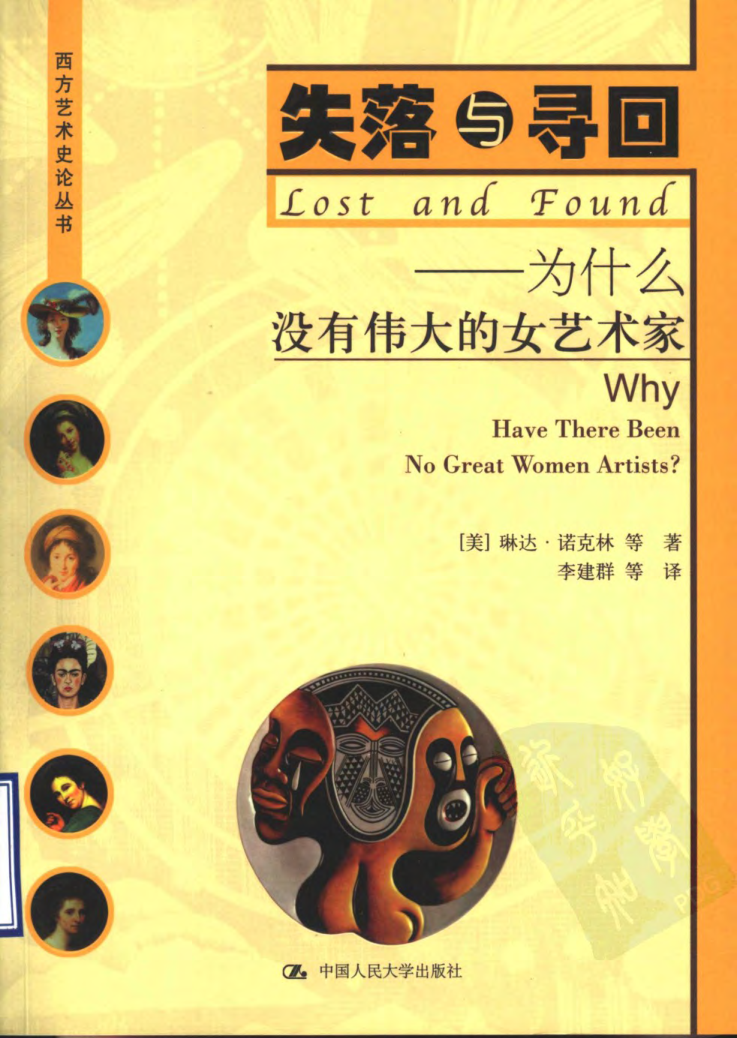 西方艺术史论丛书
失落与寻回
Lost and Found
——为什么
没有伟大的女艺术家
Why
Have There Been
No Great Women Artists?
[美] 琳达·诺克林 等 著
李建群 等 译
中国人民大学出版社
PDG